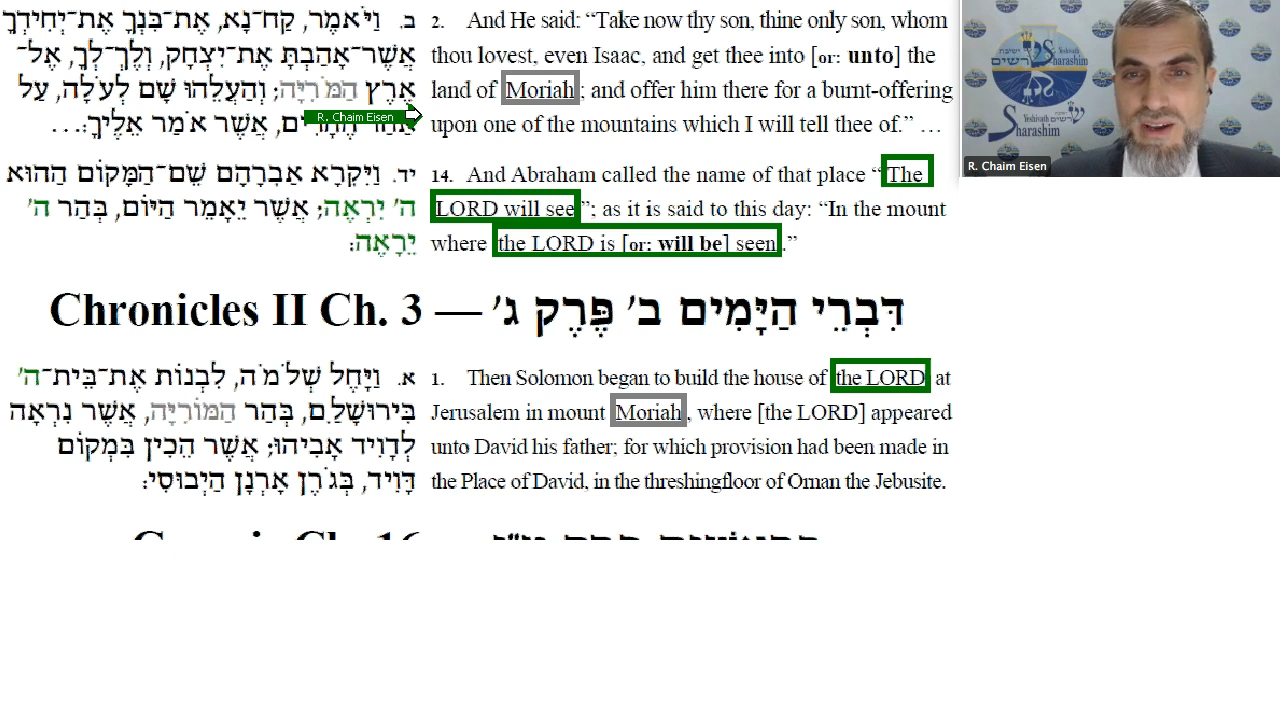 ב. וַיֹּאמֶר, קַח־נָא, אֶת־בִּנְךָ אֶת־יְחִידְךָ
אֲשֶׁר־אָהַבְתָּ אֶת־יִצְחָק, וְלֶךְ־לְךָ, אֶל־
אֶרֶץ הַמֹּרִיָּה; וְהַעֲלֵהוּ שָׁם לְעֹלָה, עַל
אֲשֶׁר אֹמַר אֵלֶיךָ:…
R. Chaim Eisen
יד. וַיִּקְרָא אַבְרָהָם שֵׁם־הַמָּקוֹם הַהוּא
ה' יִרְאֶה; אֲשֶׁר יֵאָמֵר הַיּוֹם, בְּהַר ה'
יֵרָאֶה:
2. And He said: “Take now thy son, thine only son, whom
thou lovest, even Isaac, and get thee into [or: unto] the
land of Moriah; and offer him there for a burnt-offering
upon one of the mountains which I will tell thee of.” …
14. And Abraham called the name of that place “The
LORD will see”; as it is said to this day: “In the mount
where the LORD is [or: will be] seen.”
Chronicles II Ch. 3 — דִּבְרֵי הַיָּמִים ב' פֶּרֶק ג'
א. וַיָּחֶל שְׁלֹמֹה, לִבְנוֹת אֶת־בֵּית־ה'
בִּירוּשָׁלִַם, בְּהַר הַמּוֹרִיָּה, אֲשֶׁר נִרְאָה
לְדָוִיד אָבִיהוּ; אֲשֶׁר הֵכִין בִּמְקוֹם
דָּוִיד, בְּגֹרֶן אָרְנָן הַיְבוּסִי:
1. Then Solomon began to build the house of the LORD at
Jerusalem in mount Moriah, where [the LORD] appeared
unto David his father; for which provision had been made in
the Place of David, in the threshingfloor of Ornan the Jebusite.
ישיבת
שרשים
Yeshivath
Sharashim
R. Chaim Eisen